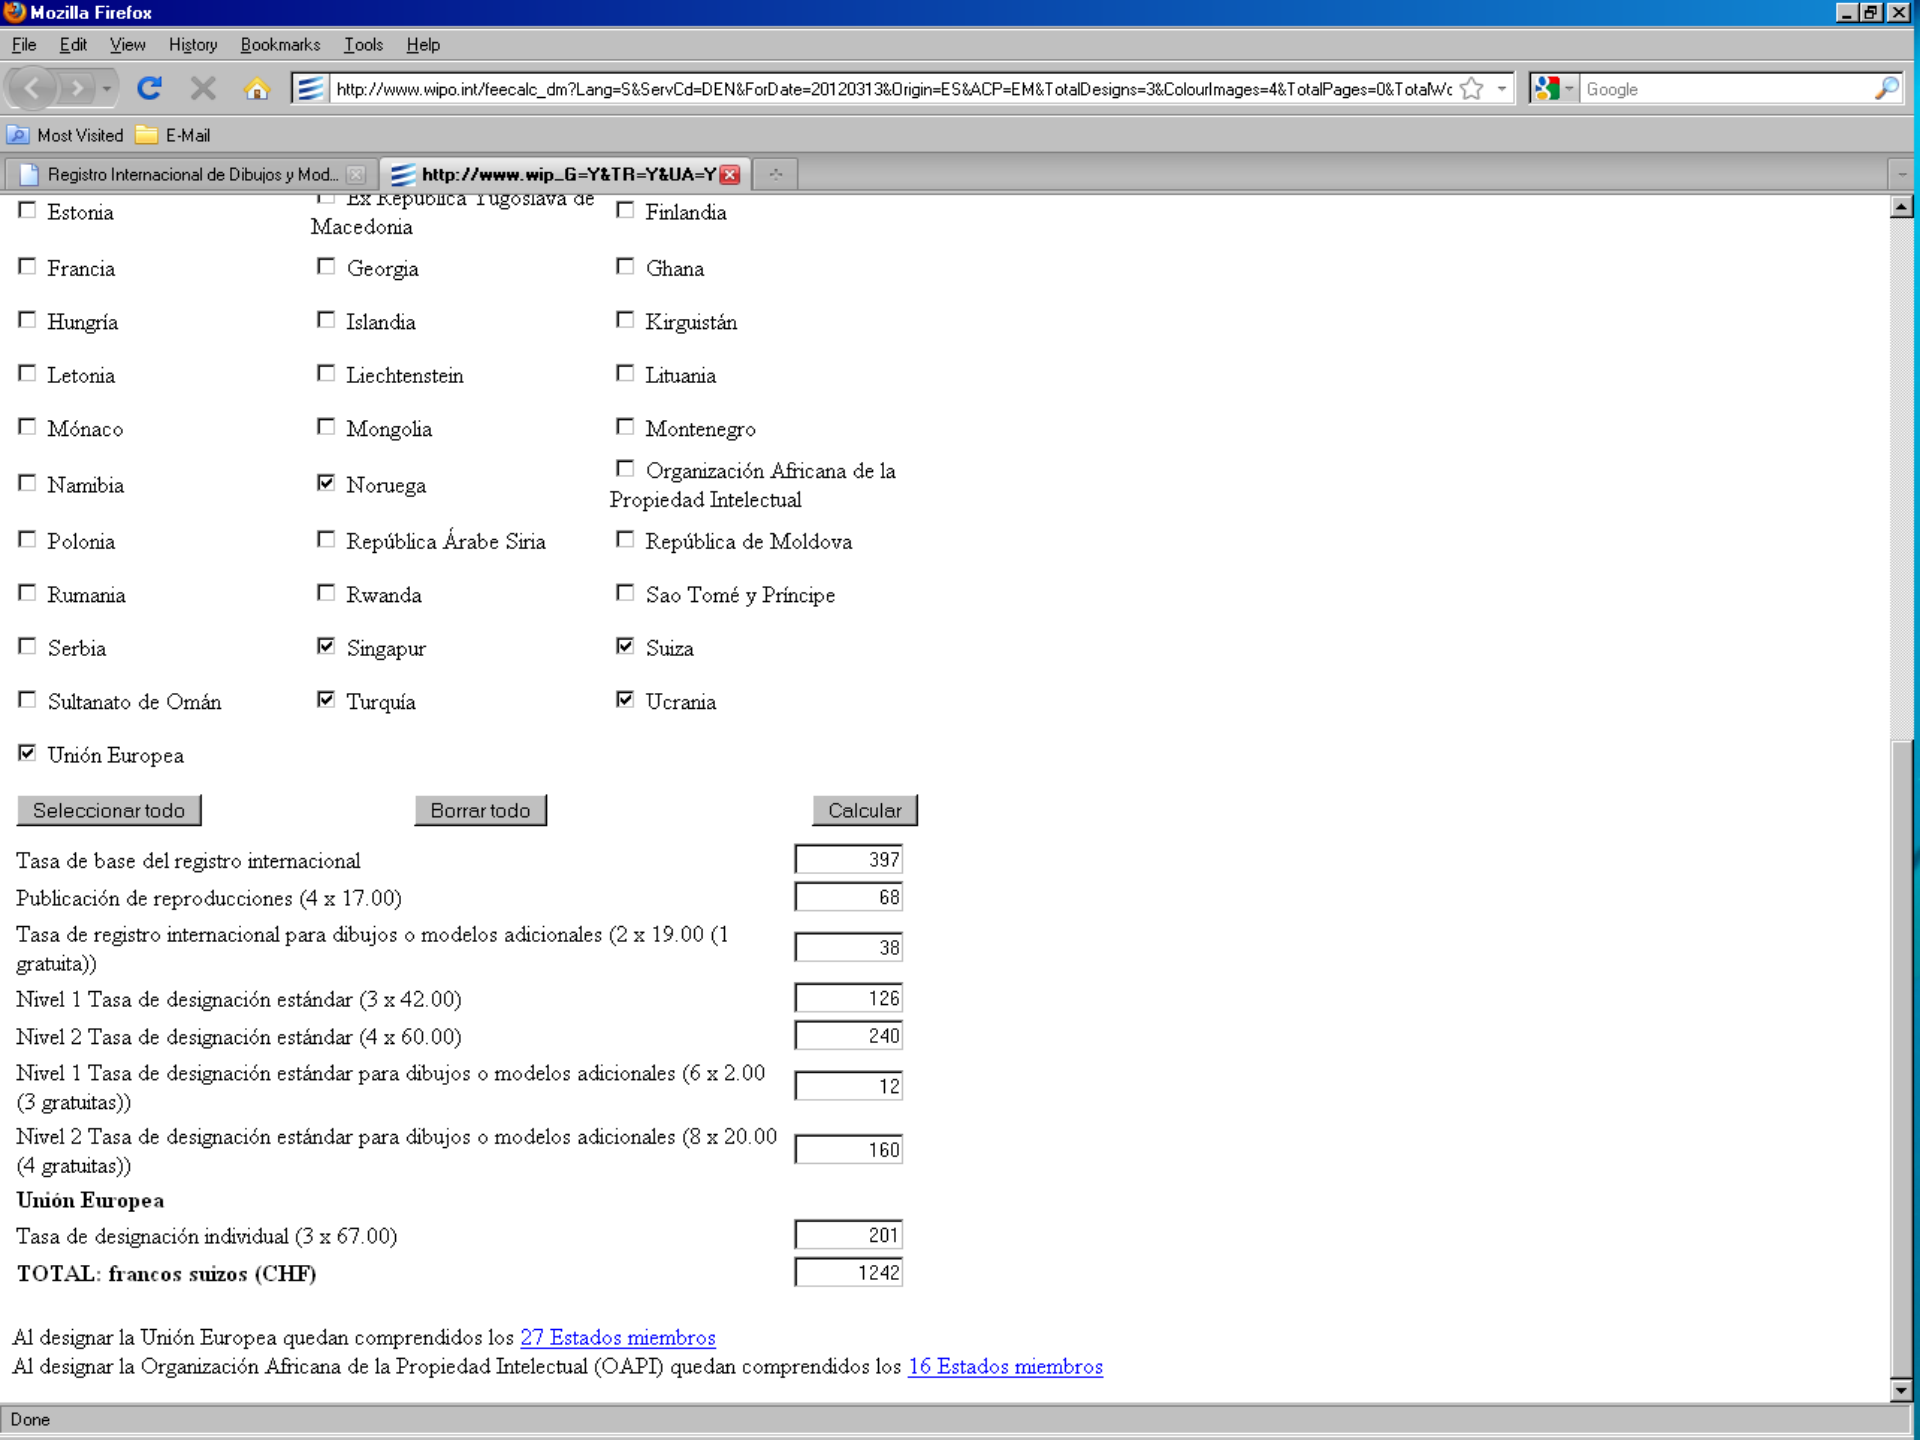 Mozilla Firefox
File Edit View History Bookmarks Tools Help
http://www.wipo.int/feecalc_dm?Lang=S&ServCd=DEN&ForDate=20120313&Origin=ES&ACP=EM&TotalDesigns=3&ColourImages=4&TotalPages=0&TotalWc
Google
Most Visited E-Mail
Registro Internacional de Dibujos y Mod... http://www.wip_G=Y&TR=Y&UA=Y
Estonia Ex República Yugoslava de Macedonia Finlandia
Francia Georgia Ghana
Hungría Islandia Kirguistán
Letonia Liechtenstein Lituania
Mónaco Mongolia Montenegro
Namibia Noruega Organización Africana de la Propiedad Intelectual
Polonia República Árabe Siria República de Moldova
Rumania Rwanda Sao Tomé y Príncipe
Serbia Singapur Suiza
Sultanato de Omán Turquía Ucrania
Unión Europea
Seleccionar todo Borrar todo Calcular
Tasa de base del registro internacional 397
Publicación de reproducciones (4 x 17.00) 68
Tasa de registro internacional para dibujos o modelos adicionales (2 x 19.00 (1
gratuita)) 38
Nivel 1 Tasa de designación estándar (3 x 42.00) 126
Nivel 2 Tasa de designación estándar (4 x 60.00) 240
Nivel 1 Tasa de designación estándar para dibujos o modelos adicionales (6 x 2.00
(3 gratuitas)) 12
Nivel 2 Tasa de designación estándar para dibujos o modelos adicionales (8 x 20.00
(4 gratuitas)) 160
Unión Europea
Tasa de designación individual (3 x 67.00) 201
TOTAL: francos suizos (CHF) 1242
Al designar la Unión Europea quedan comprendidos los 27 Estados miembros
Al designar la Organización Africana de la Propiedad Intelectual (OAPI) quedan comprendidos los 16 Estados miembros
Done